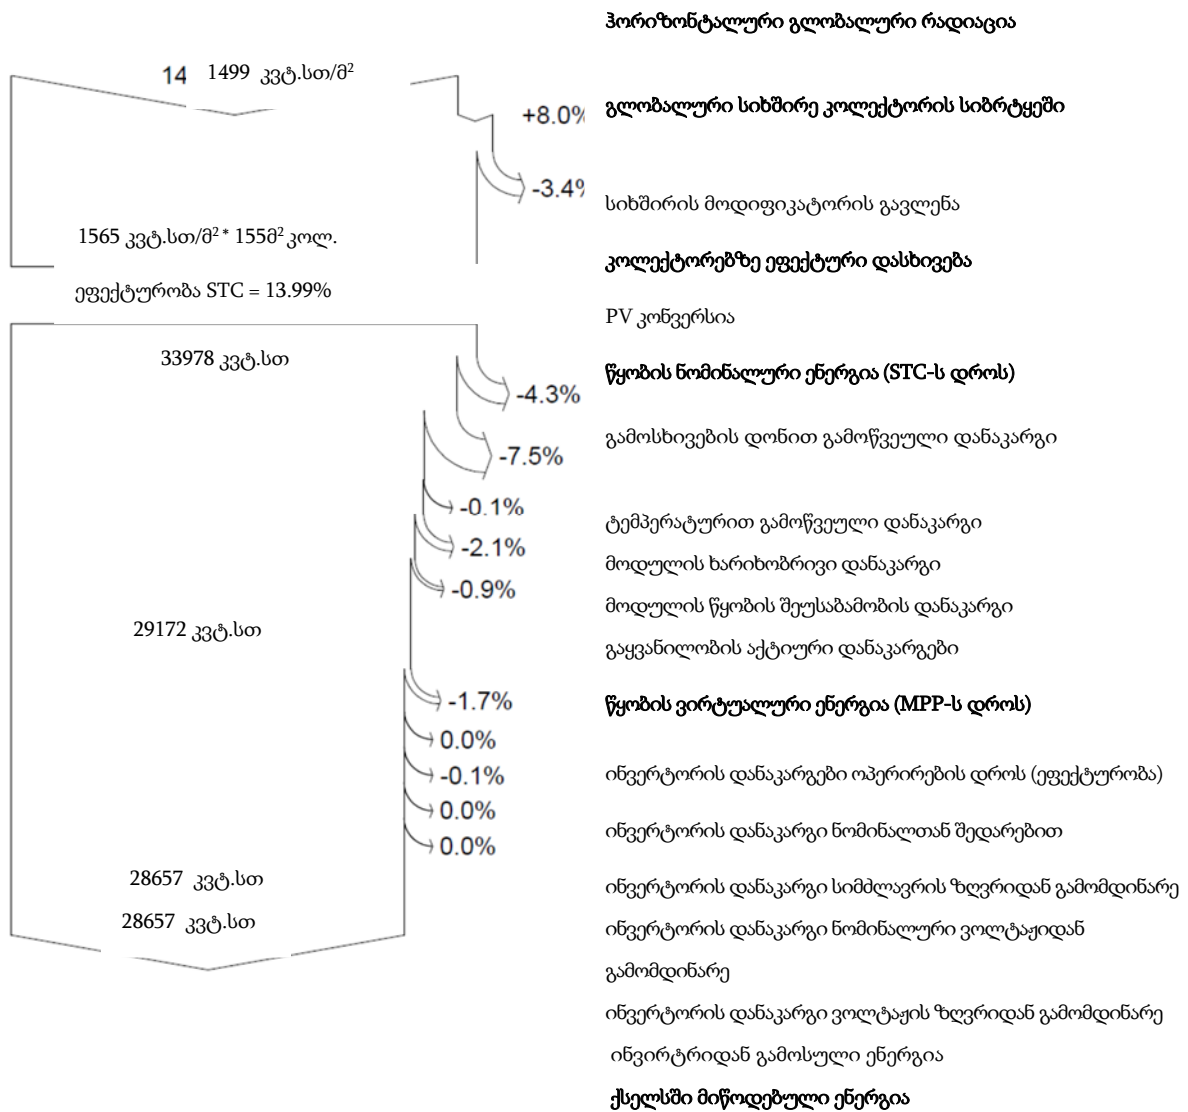 ჰორიზონტალური გლობალური რადიაცია
14 1499 კვტ.სთ/მ²
+8.0%
გლობალური სიხშირე კოლექტორის სიბრტყეში
-3.4%
სიხშირის მოდიფიკატორის გავლენა
1565 კვტ.სთ/მ² * 155მ² კოლ.
კოლექტორებზე ეფექტური დასხივება
ეფექტურობა STC = 13.99%
PV კონვერსია
33978 კვტ.სთ
წყობის ნომინალური ენერგია (STC-ს დროს)
-4.3%
გამოსხივების დონით გამოწვეული დანაკარგი
-7.5%
-0.1%
ტემპერატურით გამოწვეული დანაკარგი
-2.1%
მოდულის ხარიხობრივი დანაკარგი
-0.9%
მოდულის წყობის შეუსაბამობის დანაკარგი
29172 კვტ.სთ
გაყვანილობის აქტიური დანაკარგები
-1.7%
წყობის ვირტუალური ენერგია (MPP-ს დროს)
0.0%
-0.1%
ინვერტორის დანაკარგები ოპერირების დროს (ეფექტურობა)
0.0%
ინვერტორის დანაკარგი ნომინალთან შედარებით
0.0%
28657 კვტ.სთ
ინვერტორის დანაკარგი სიმძლავრის ზღვრიდან გამომდინარე
28657 კვტ.სთ
ინვერტორის დანაკარგი ნომინალური ვოლტაჟიდან
გამომდინარე
ინვერტორის დანაკარგი ვოლტაჟის ზღვრიდან გამომდინარე
ინვირტრიდან გამოსული ენერგია
ქსელსში მიწოდებული ენერგია